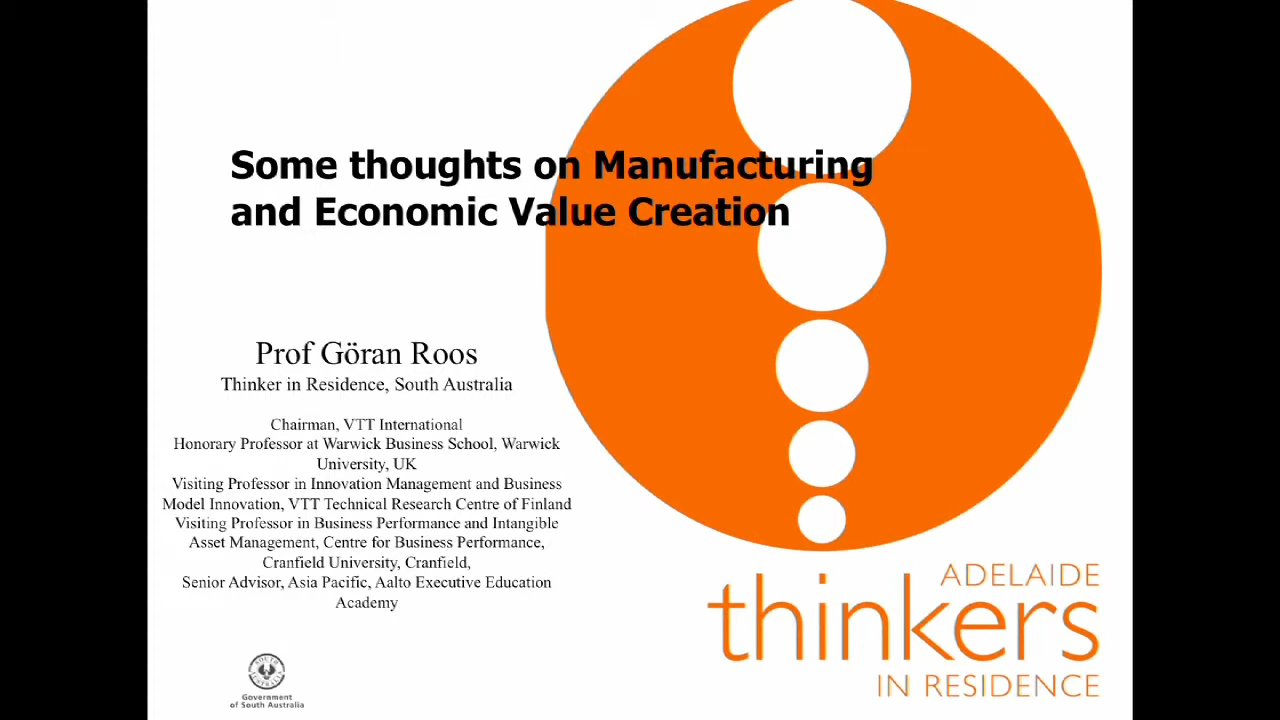 Some thoughts on Manufacturing
and Economic Value Creation
Prof Göran Roos
Thinker in Residence, South Australia
Chairman, VTT International
Honorary Professor at Warwick Business School, Warwick
University, UK
Visiting Professor in Innovation Management and Business
Model Innovation, VTT Technical Research Centre of Finland
Visiting Professor in Business Performance and Intangible
Asset Management, Centre for Business Performance,
Cranfield University, Cranfield,
Senior Advisor, Asia Pacific, Aalto Executive Education
Academy
ADELAIDE
thinkers
IN RESIDENCE
SOUTH
AUSTRALIA
Government
of South Australia